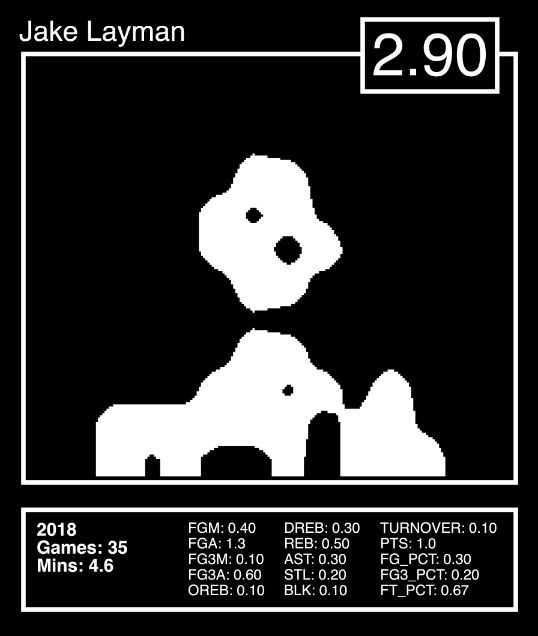 Jake Layman
2.90
2018
Games: 35
Mins: 4.6
FGM: 0.40
FGA: 1.3
FG3M: 0.10
FG3A: 0.60
OREB: 0.10
DREB: 0.30
REB: 0.50
AST: 0.30
STL: 0.20
BLK: 0.10
TURNOVER: 0.10
PTS: 1.0
FG_PCT: 0.30
FG3_PCT: 0.20
FT_PCT: 0.67